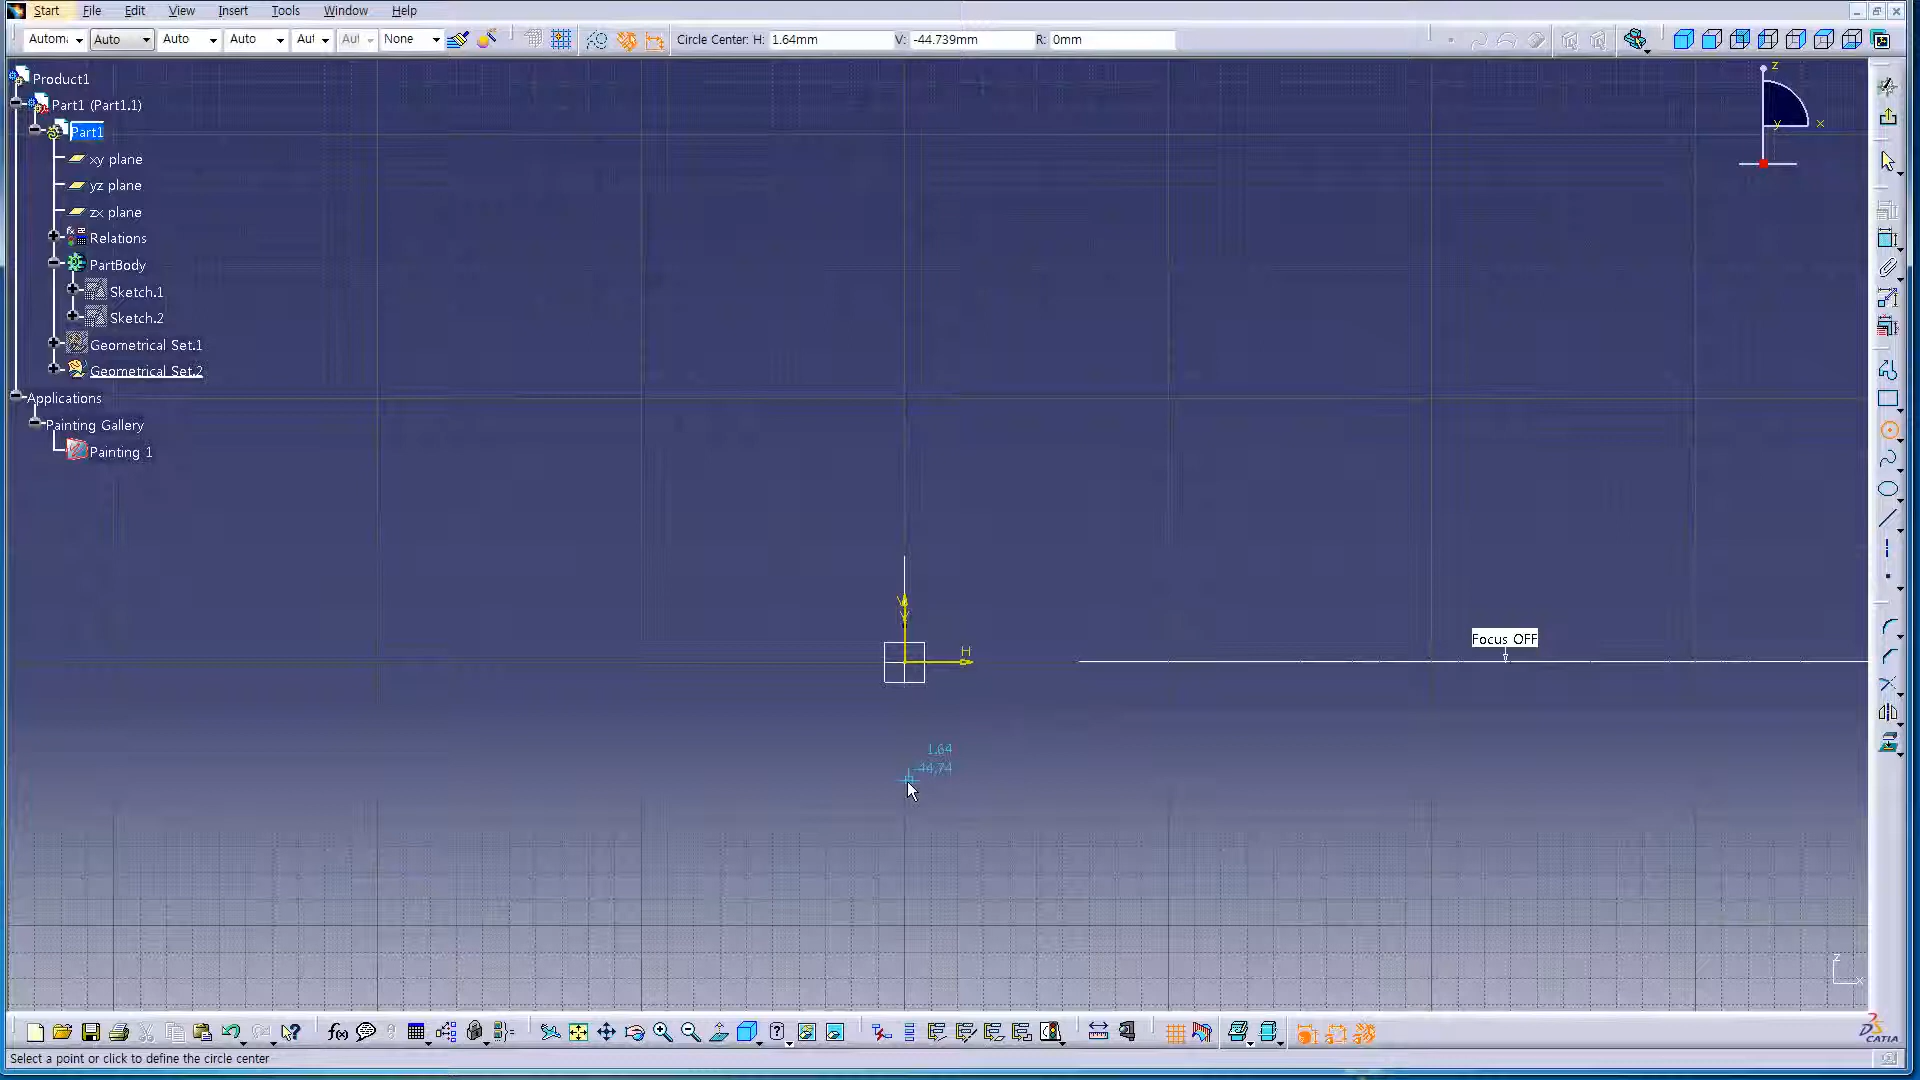 Start File Edit View Insert Tools Window Help
Autom: Auto Auto Auto Aut Aut None Circle Center: H: 1.64mm V: -44.739mm R: 0mm
Product1
Part1 (Part1.1)
Part1
xy plane
yz plane
zx plane
Relations
PartBody
Sketch.1
Sketch.2
Geometrical Set.1
Geometrical Set.2
Applications
Painting Gallery
Painting 1
z
y x
V
H
Focus OFF
1.64
-44.74
z
x
f(x)
CATIA
Select a point or click to define the circle center